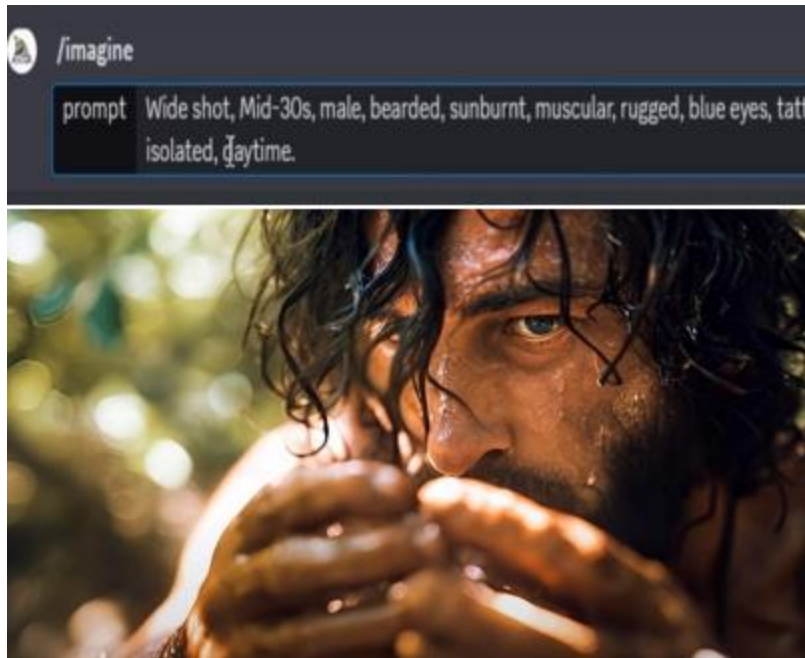 /imagine
prompt Wide shot, Mid-30s, male, bearded, sunburnt, muscular, rugged, blue eyes,
isolated, daytime.